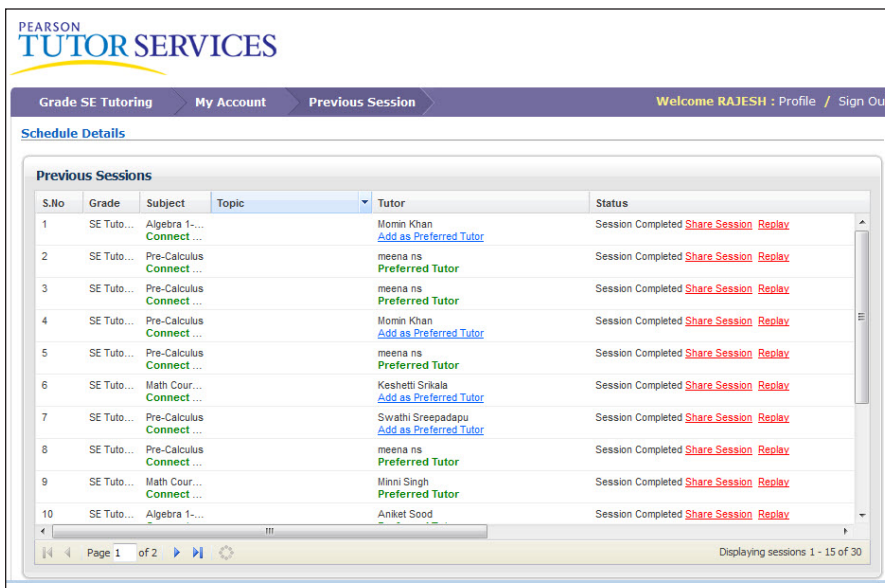 PEARSON
TUTOR SERVICES
Grade SE Tutoring My Account Previous Session Welcome RAJESH : Profile / Sign Ou
Schedule Details
Previous Sessions
S.No Grade Subject Topic Tutor Status
1 SE Tuto... Algebra 1-... Momin Khan Session Completed Share Session Replay
Connect ... Add as Preferred Tutor
2 SE Tuto... Pre-Calculus meena ns Session Completed Share Session Replay
Connect ... Preferred Tutor
3 SE Tuto... Pre-Calculus meena ns Session Completed Share Session Replay
Connect ... Preferred Tutor
4 SE Tuto... Pre-Calculus Momin Khan Session Completed Share Session Replay
Connect ... Add as Preferred Tutor
5 SE Tuto... Pre-Calculus meena ns Session Completed Share Session Replay
Connect ... Preferred Tutor
6 SE Tuto... Math Cour... Keshetti Srikala Session Completed Share Session Replay
Connect ... Add as Preferred Tutor
7 SE Tuto... Pre-Calculus Swathi Sreepadapu Session Completed Share Session Replay
Connect ... Add as Preferred Tutor
8 SE Tuto... Pre-Calculus meena ns Session Completed Share Session Replay
Connect ... Preferred Tutor
9 SE Tuto... Math Cour... Minni Singh Session Completed Share Session Replay
Connect ... Preferred Tutor
10 SE Tuto... Algebra 1-... Aniket Sood Session Completed Share Session Replay
Page 1 of 2 Displaying sessions 1 - 15 of 30